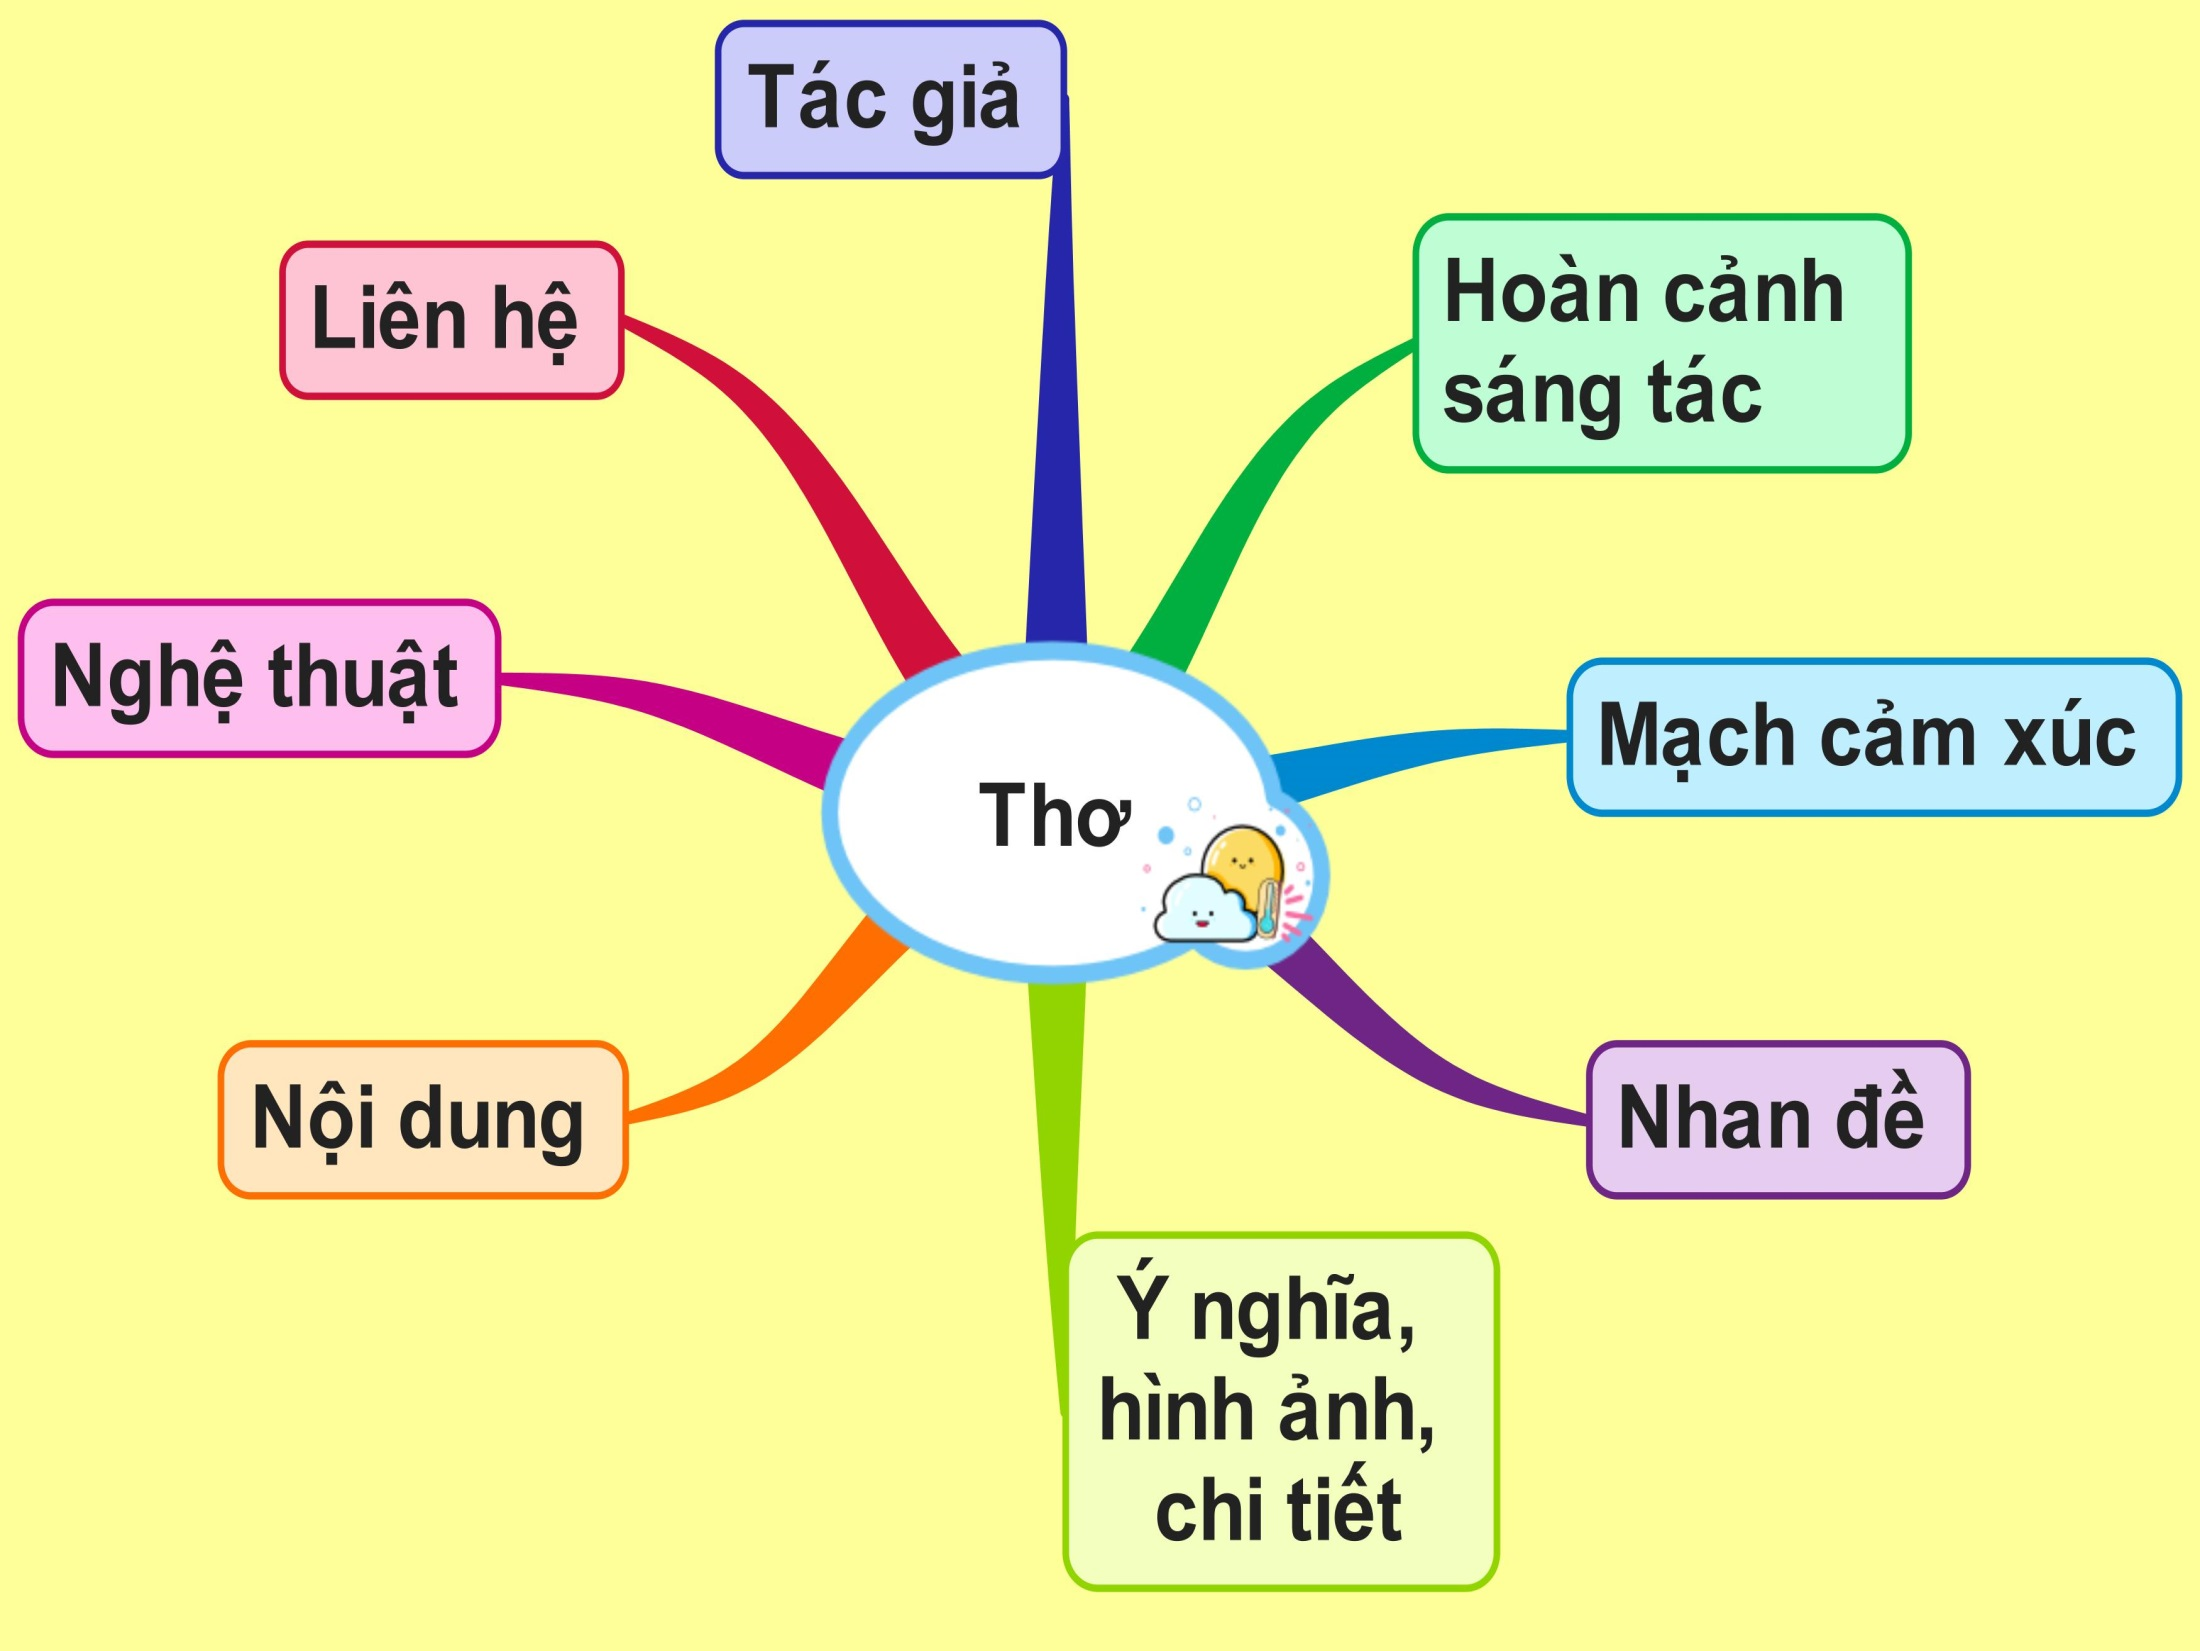 Tác giả
Hoàn cảnh
sáng tác
Liên hệ
Nghệ thuật
Mạch cảm xúc
Thơ
Nội dung
Nhan đề
Ý nghĩa,
hình ảnh,
chi tiết